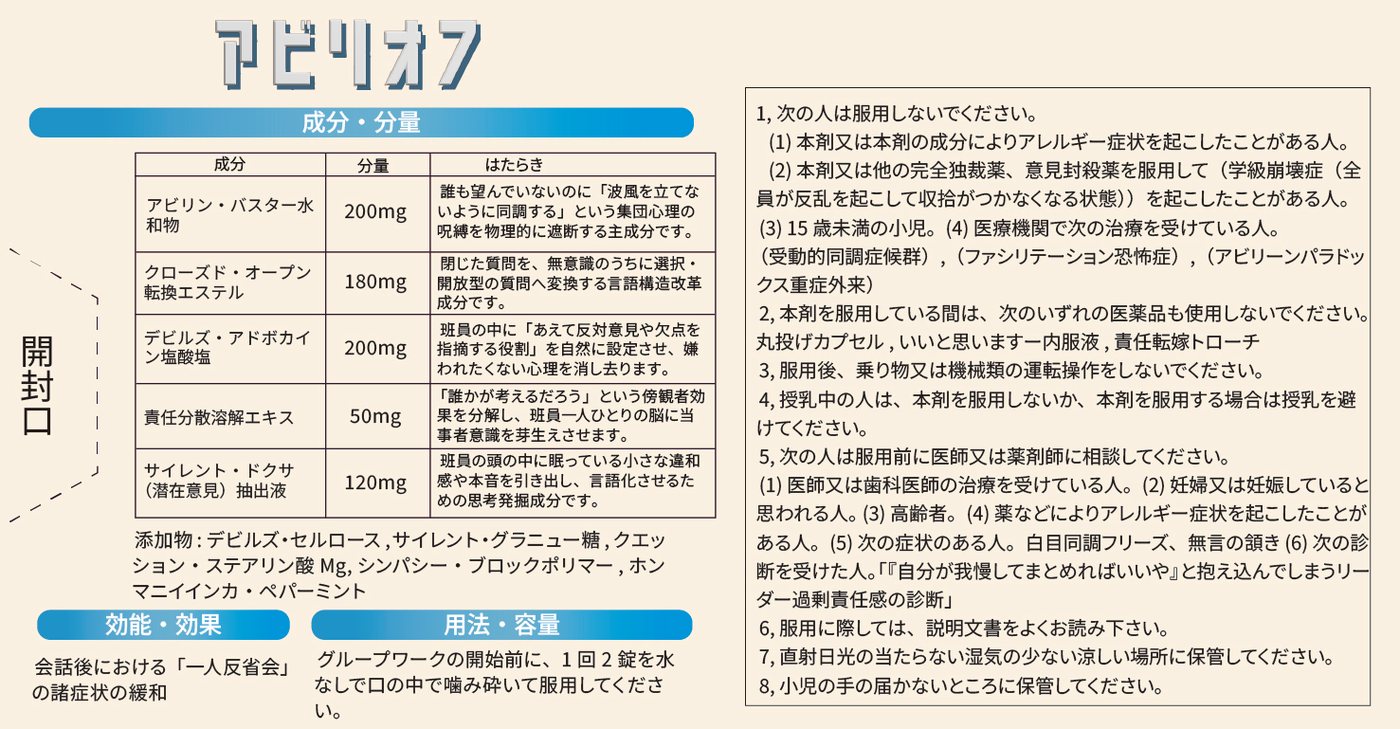 アビリオフ
成分・分量
成分
分量
はたらき
アビリン・バスター水
和物
200mg
誰も望んでいないのに「波風を立てな
いように同調する」という集団心理の
呪縛を物理的に遮断する主成分です。
クローズド・オープン
転換エステル
180mg
閉じた質問を、無意識のうちに選択・
開放型の質問へ変換する言語構造改革
成分です。
デビルズ・アドボカイ
ン塩酸塩
200mg
班員の中に「あえて反対意見や欠点を
指摘する役割」を自然に設定させ、嫌
われたくない心理を消し去ります。
責任分散溶解エキス
50mg
「誰かが考えるだろう」という傍観者効
果を分解し、班員一人ひとりの脳に当
事者意識を芽生えさせます。
サイレント・ドクサ
（潜在意見）抽出液
120mg
班員の頭の中に眠っている小さな違和
感や本音を引き出し、言語化させるた
めの思考発掘成分です。
開封口
添加物 : デビルズ・セルロース ,サイレント・グラニュー糖 , クエッ
ション・ステアリン酸 Mg, シンパシー・ブロックポリマー , ホン
マニイインカ・ペパーミント
効能・効果
会話後における「一人反省会」
の諸症状の緩和
用法・容量
グループワークの開始前に、1 回 2 錠を水
なしで口の中で噛み砕いて服用してくださ
い。
1, 次の人は服用しないでください。
(1) 本剤又は本剤の成分によりアレルギー症状を起こしたことがある人。
(2) 本剤又は他の完全独裁薬、意見封殺薬を服用して（学級崩壊症（全
員が反乱を起こして収拾がつかなくなる状態））を起こしたことがある人。
(3) 15 歳未満の小児。(4) 医療機関で次の治療を受けている人。
（受動的同調症候群）,（ファシリテーション恐怖症）,（アビリーンパラドッ
クス重症外来）
2, 本剤を服用している間は、次のいずれの医薬品も使用しないでください。
丸投げカプセル , いいと思いますー内服液 , 責任転嫁トローチ
3, 服用後、乗り物又は機械類の運転操作をしないでください。
4, 授乳中の人は、本剤を服用しないか、本剤を服用する場合は授乳を避
けてください。
5, 次の人は服用前に医師又は薬剤師に相談してください。
(1) 医師又は歯科医師の治療を受けている人。(2) 妊婦又は妊娠していると
思われる人。(3) 高齢者。(4) 薬などによりアレルギー症状を起こしたことが
ある人。(5) 次の症状のある人。白目同調フリーズ、無言の頷き (6) 次の診
断を受けた人。「『自分が我慢してまとめればいいや』と抱え込んでしまうリー
ダー過剰責任感の診断」
6, 服用に際しては、説明文書をよくお読み下さい。
7, 直射日光の当たらない湿気の少ない涼しい場所に保管してください。
8, 小児の手の届かないところに保管してください。